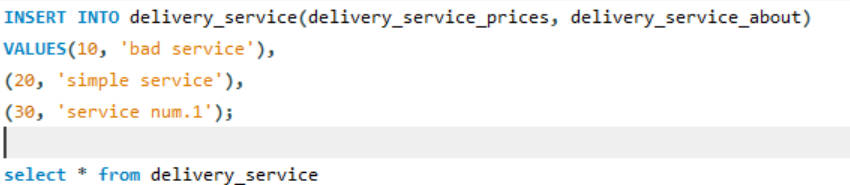 INSERT INTO delivery_service(delivery_service_prices, delivery_service_about)
VALUES(10, 'bad service'),
(20, 'simple service'),
(30, 'service num.1');
select * from delivery_service